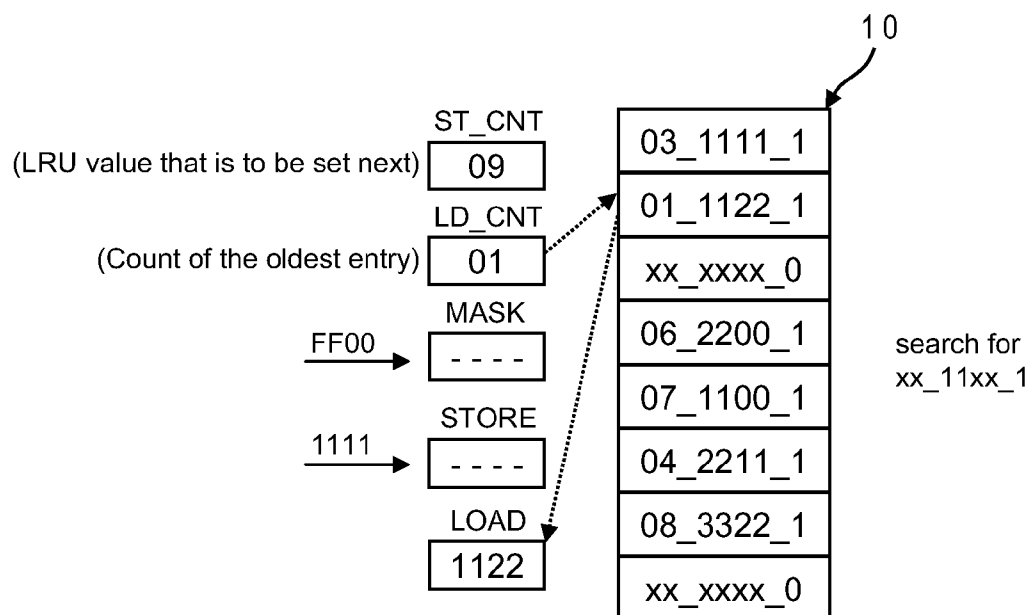 10
ST_CNT
(LRU value that is to be set next)
09
LD_CNT
(Count of the oldest entry)
01
MASK
FF00
- - - -
STORE
1111
- - - -
LOAD
1122
03_1111_1
01_1122_1
xx_xxxx_0
06_2200_1
07_1100_1
04_2211_1
08_3322_1
xx_xxxx_0
search for
xx_11xx_1